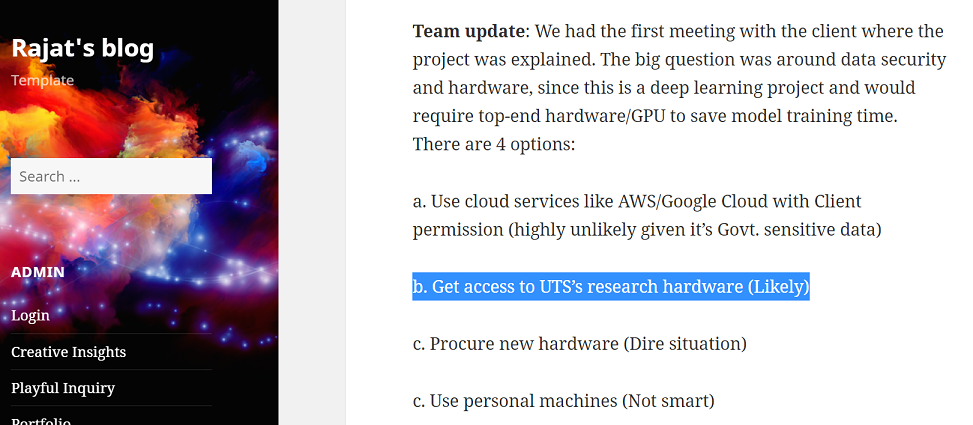 Rajat's blog
Template
Search ...
ADMIN
Login
Creative Insights
Playful Inquiry
Portfolio
Team update: We had the first meeting with the client where the
project was explained. The big question was around data security
and hardware, since this is a deep learning project and would
require top-end hardware/GPU to save model training time.
There are 4 options:
a. Use cloud services like AWS/Google Cloud with Client
permission (highly unlikely given it’s Govt. sensitive data)
b. Get access to UTS’s research hardware (Likely)
c. Procure new hardware (Dire situation)
c. Use personal machines (Not smart)